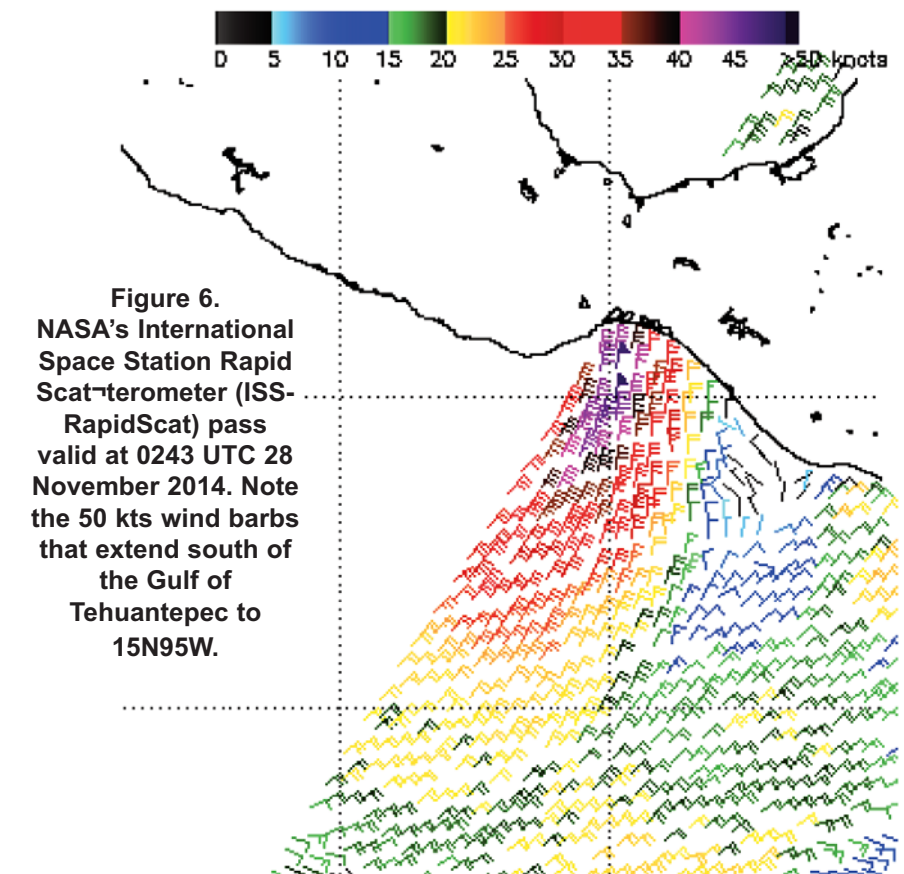 0 5 10 15 20 25 30 35 40 45 >50 knots
Figure 6.
NASA's International
Space Station Rapid
Scat¬terometer (ISS-
RapidScat) pass
valid at 0243 UTC 28
November 2014. Note
the 50 kts wind barbs
that extend south of
the Gulf of
Tehuantepec to
15N95W.